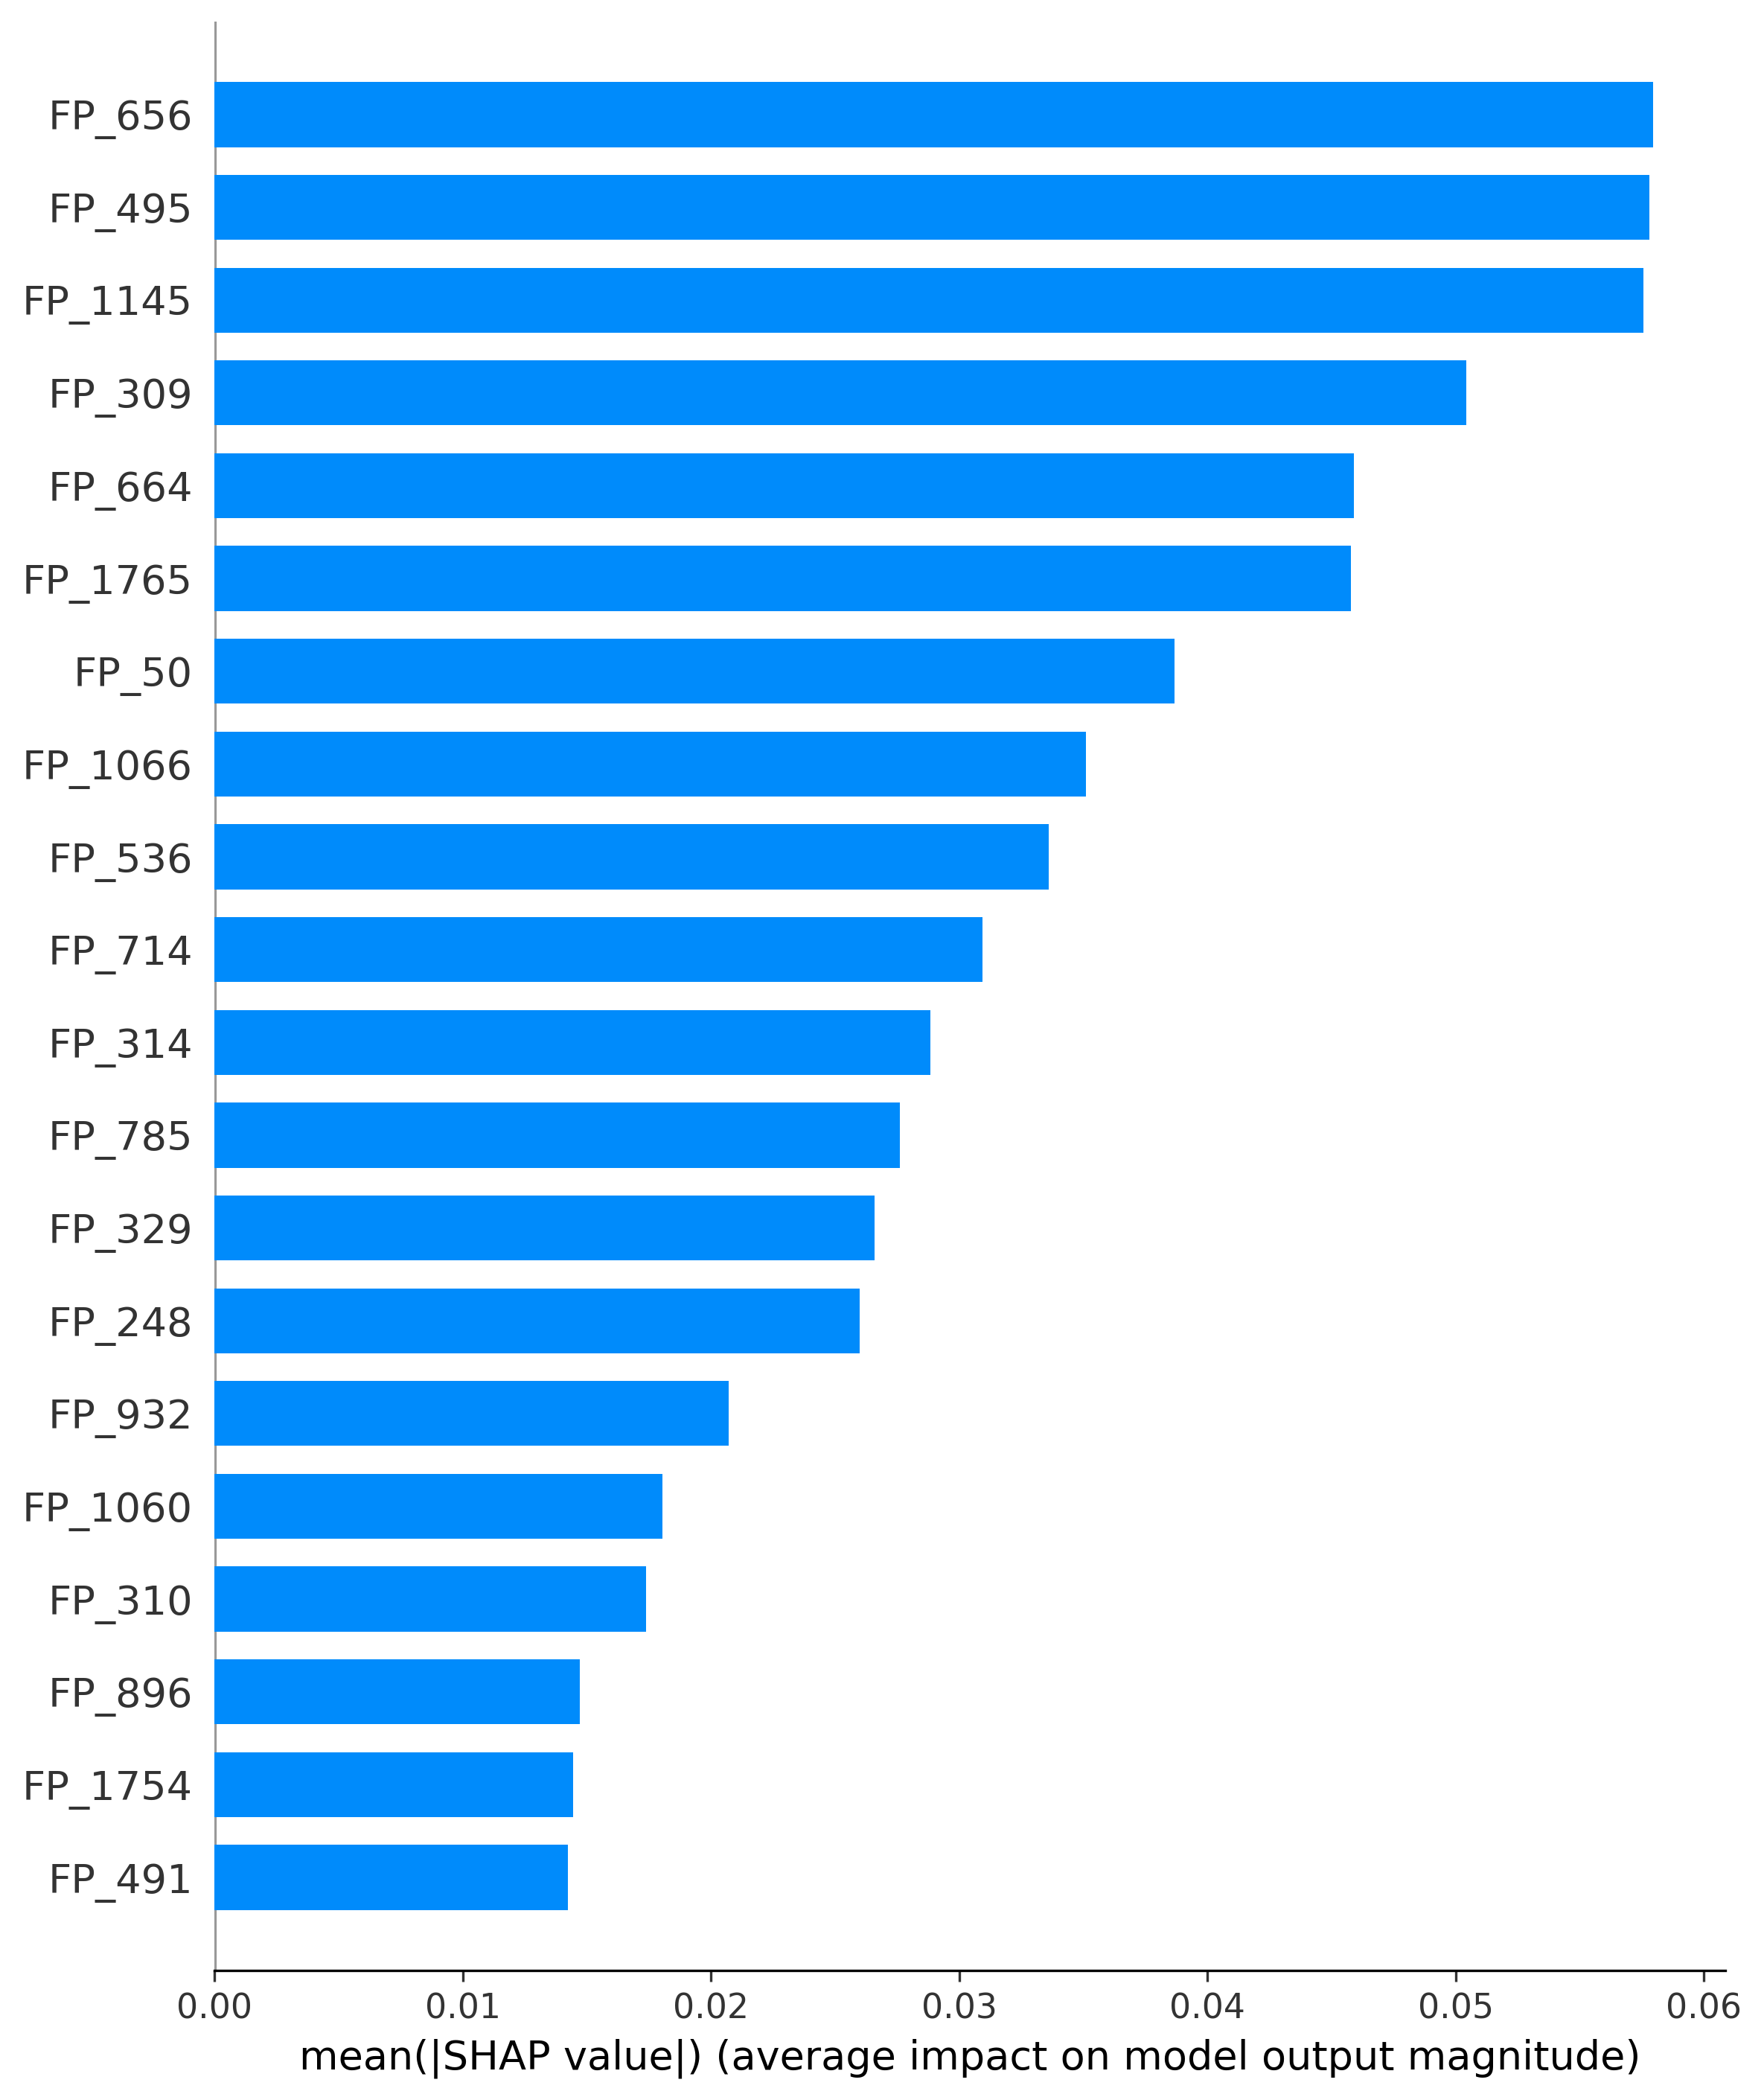 FP_656
FP_495
FP_1145
FP_309
FP_664
FP_1765
FP_50
FP_1066
FP_536
FP_714
FP_314
FP_785
FP_329
FP_248
FP_932
FP_1060
FP_310
FP_896
FP_1754
FP_491
0.00 0.01 0.02 0.03 0.04 0.05 0.06
mean(|SHAP value|) (average impact on model output magnitude)